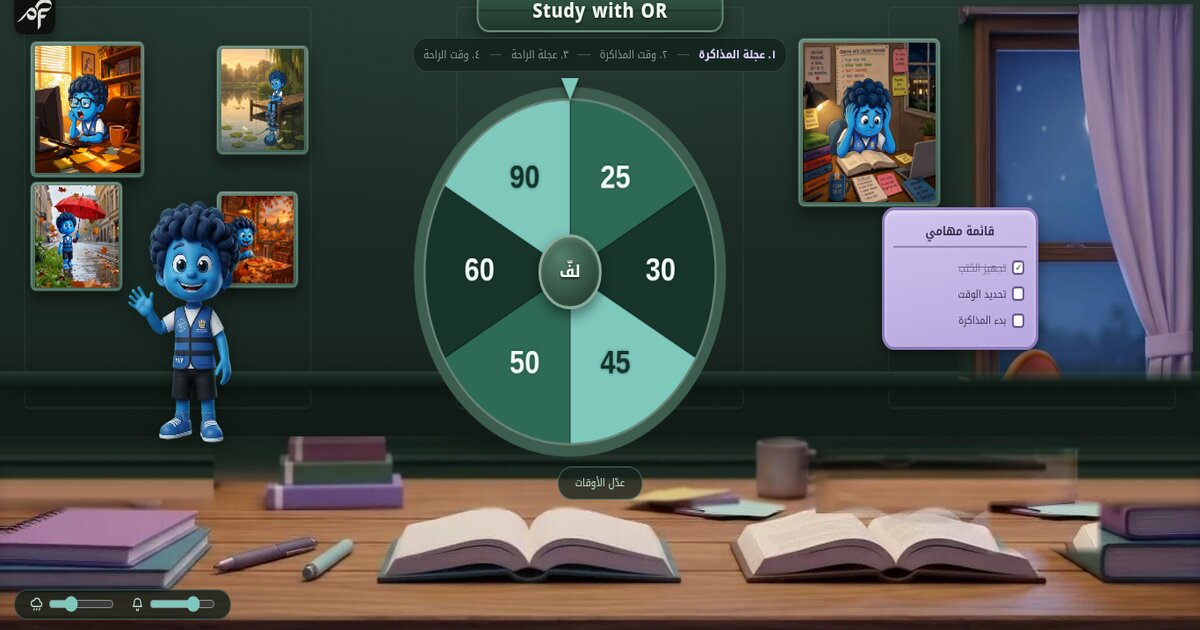 Study with OR
١. عجلة المذاكرة — ٢. وقت المذاكرة — ٣. عجلة الراحة — ٤. وقت الراحة
90
25
60
30
50
45
لفّ
قائمة مهامي
تجهيز الكتب
تحديد الوقت
بدء المذاكرة
عدّل الأوقات